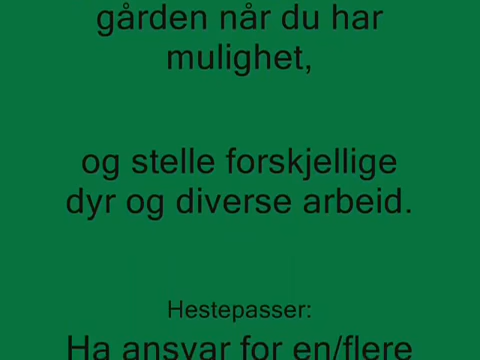 gården når du har
mulighet,
og stelle forskjellige
dyr og diverse arbeid.
Hestepasser:
Ha ansvar for en/flere